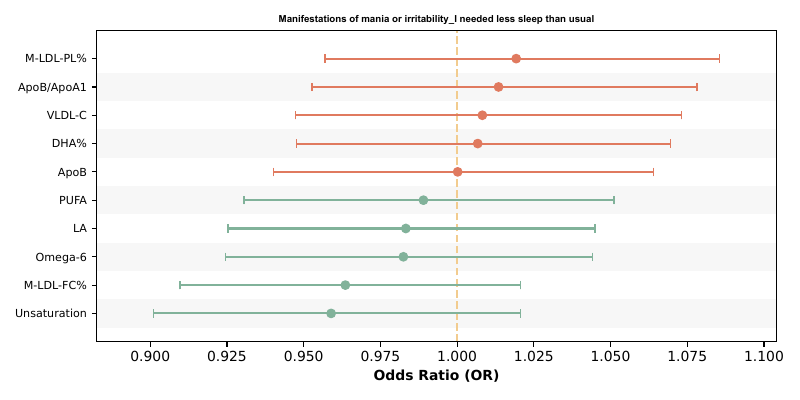 Manifestations of mania or irritability_I needed less sleep than usual
M-LDL-PL%
ApoB/ApoA1
VLDL-C
DHA%
ApoB
PUFA
LA
Omega-6
M-LDL-FC%
Unsaturation
0.900 0.925 0.950 0.975 1.000 1.025 1.050 1.075 1.100
Odds Ratio (OR)